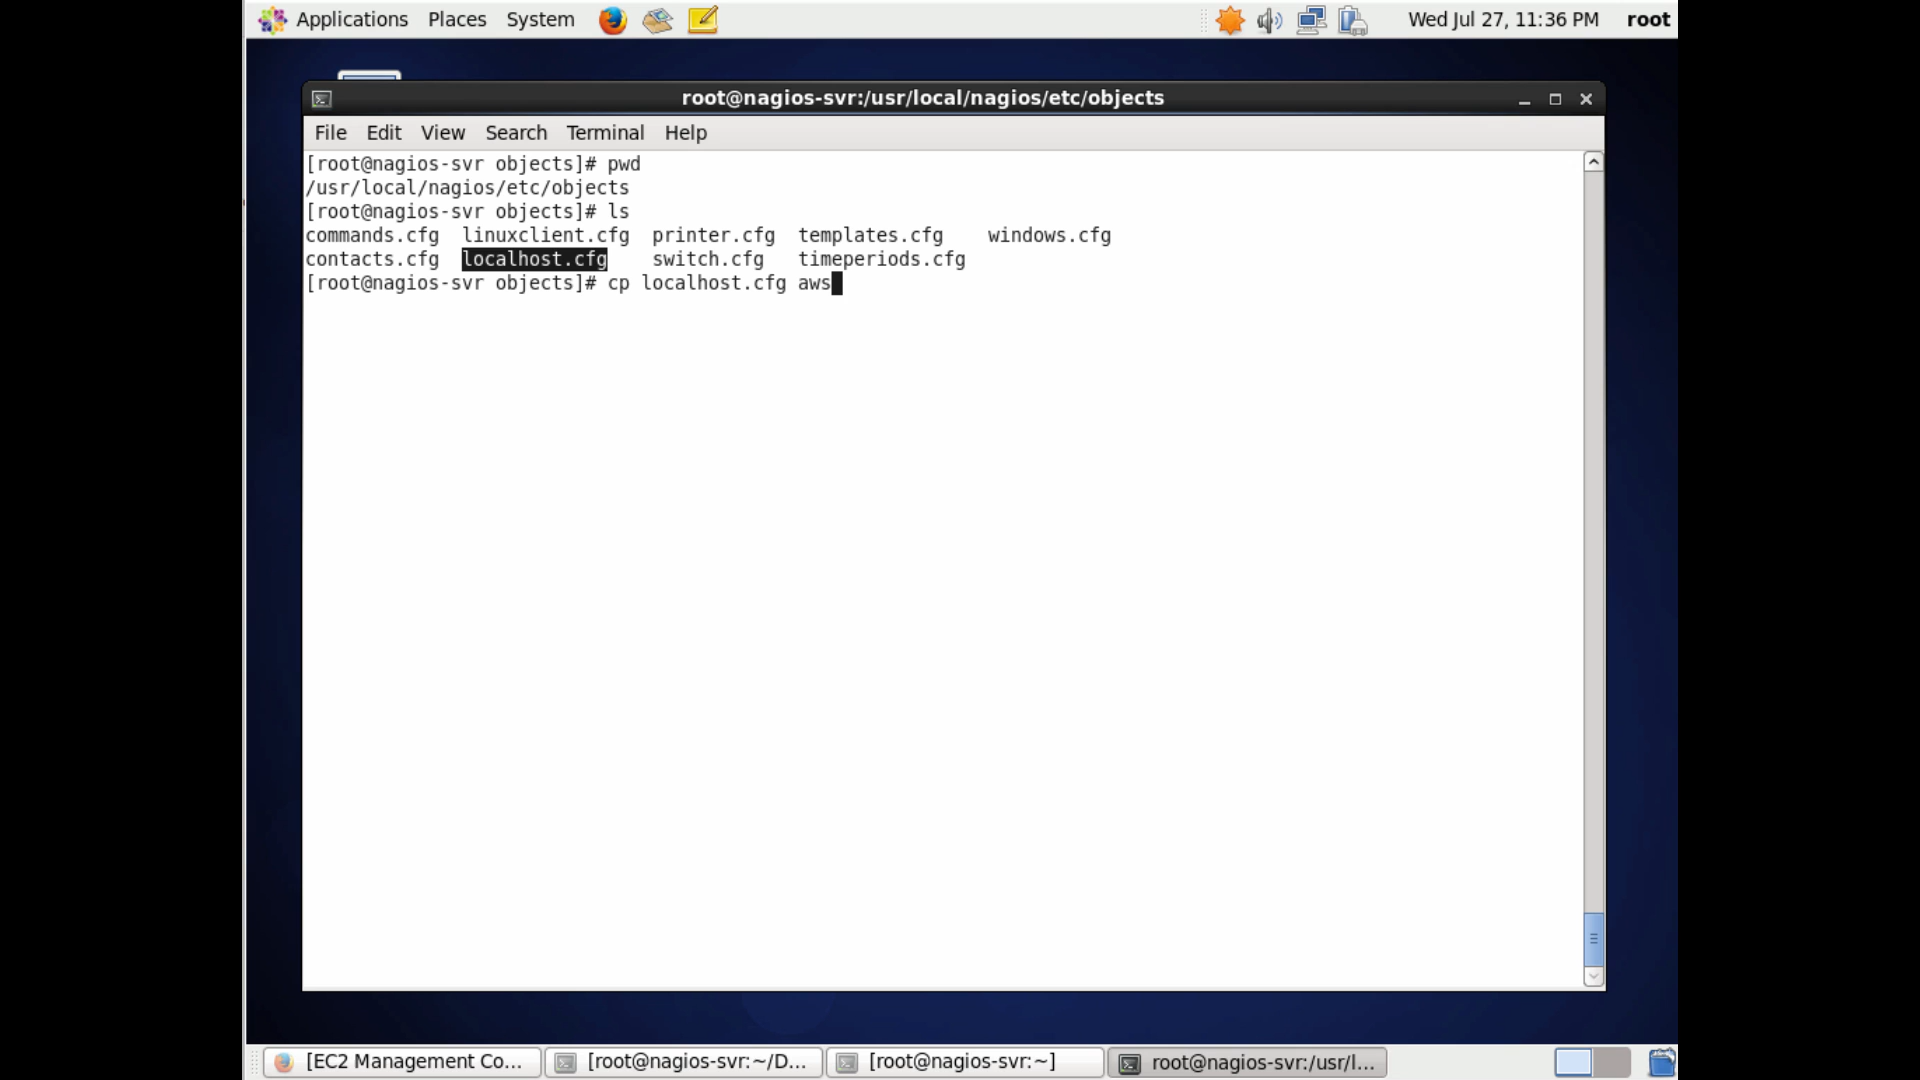 Applications Places System Wed Jul 27, 11:36 PM root
root@nagios-svr:/usr/local/nagios/etc/objects
File Edit View Search Terminal Help
[root@nagios-svr objects]# pwd
/usr/local/nagios/etc/objects
[root@nagios-svr objects]# ls
commands.cfg linuxclient.cfg printer.cfg templates.cfg windows.cfg
contacts.cfg localhost.cfg switch.cfg timeperiods.cfg
[root@nagios-svr objects]# cp localhost.cfg aws
[EC2 Management Co... [root@nagios-svr:~/D... [root@nagios-svr:~] root@nagios-svr:/usr/l...